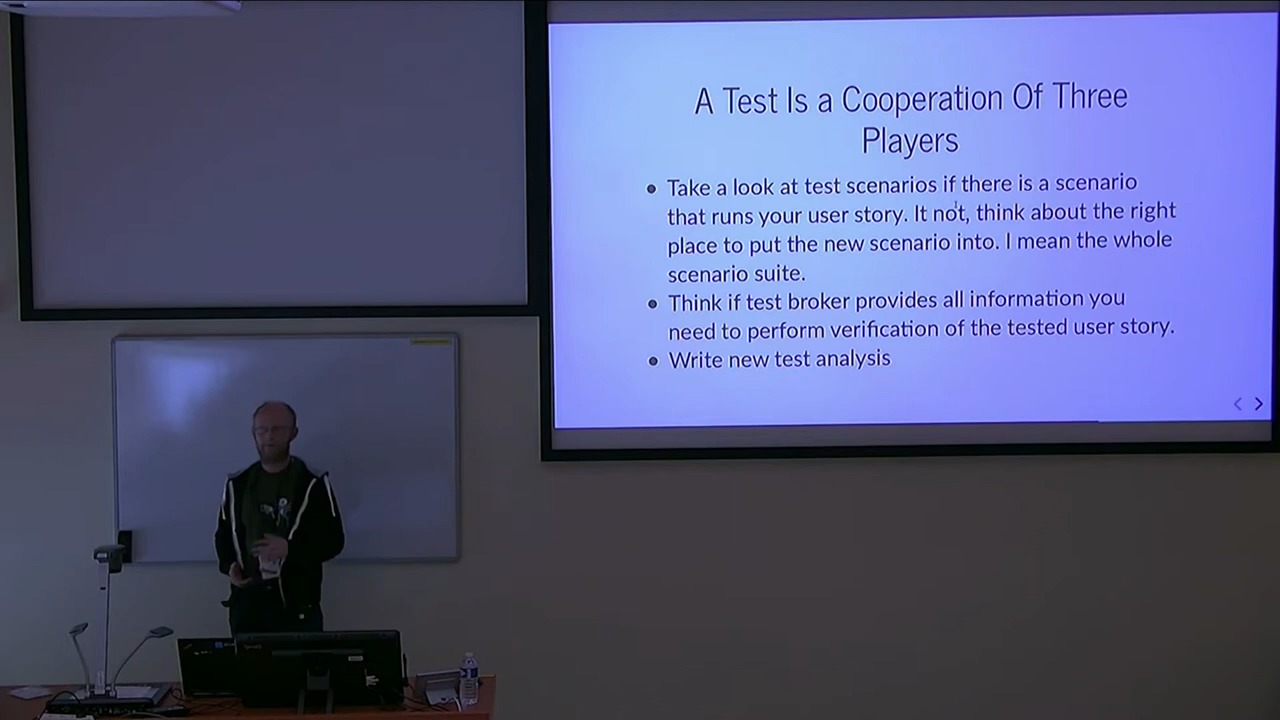 A Test Is a Cooperation Of Three
Players
Take a look at test scenarios if there is a scenario
that runs your user story. It not, think about the right
place to put the new scenario into. I mean the whole
scenario suite.
Think if test broker provides all information you
need to perform verification of the tested user story.
Write new test analysis